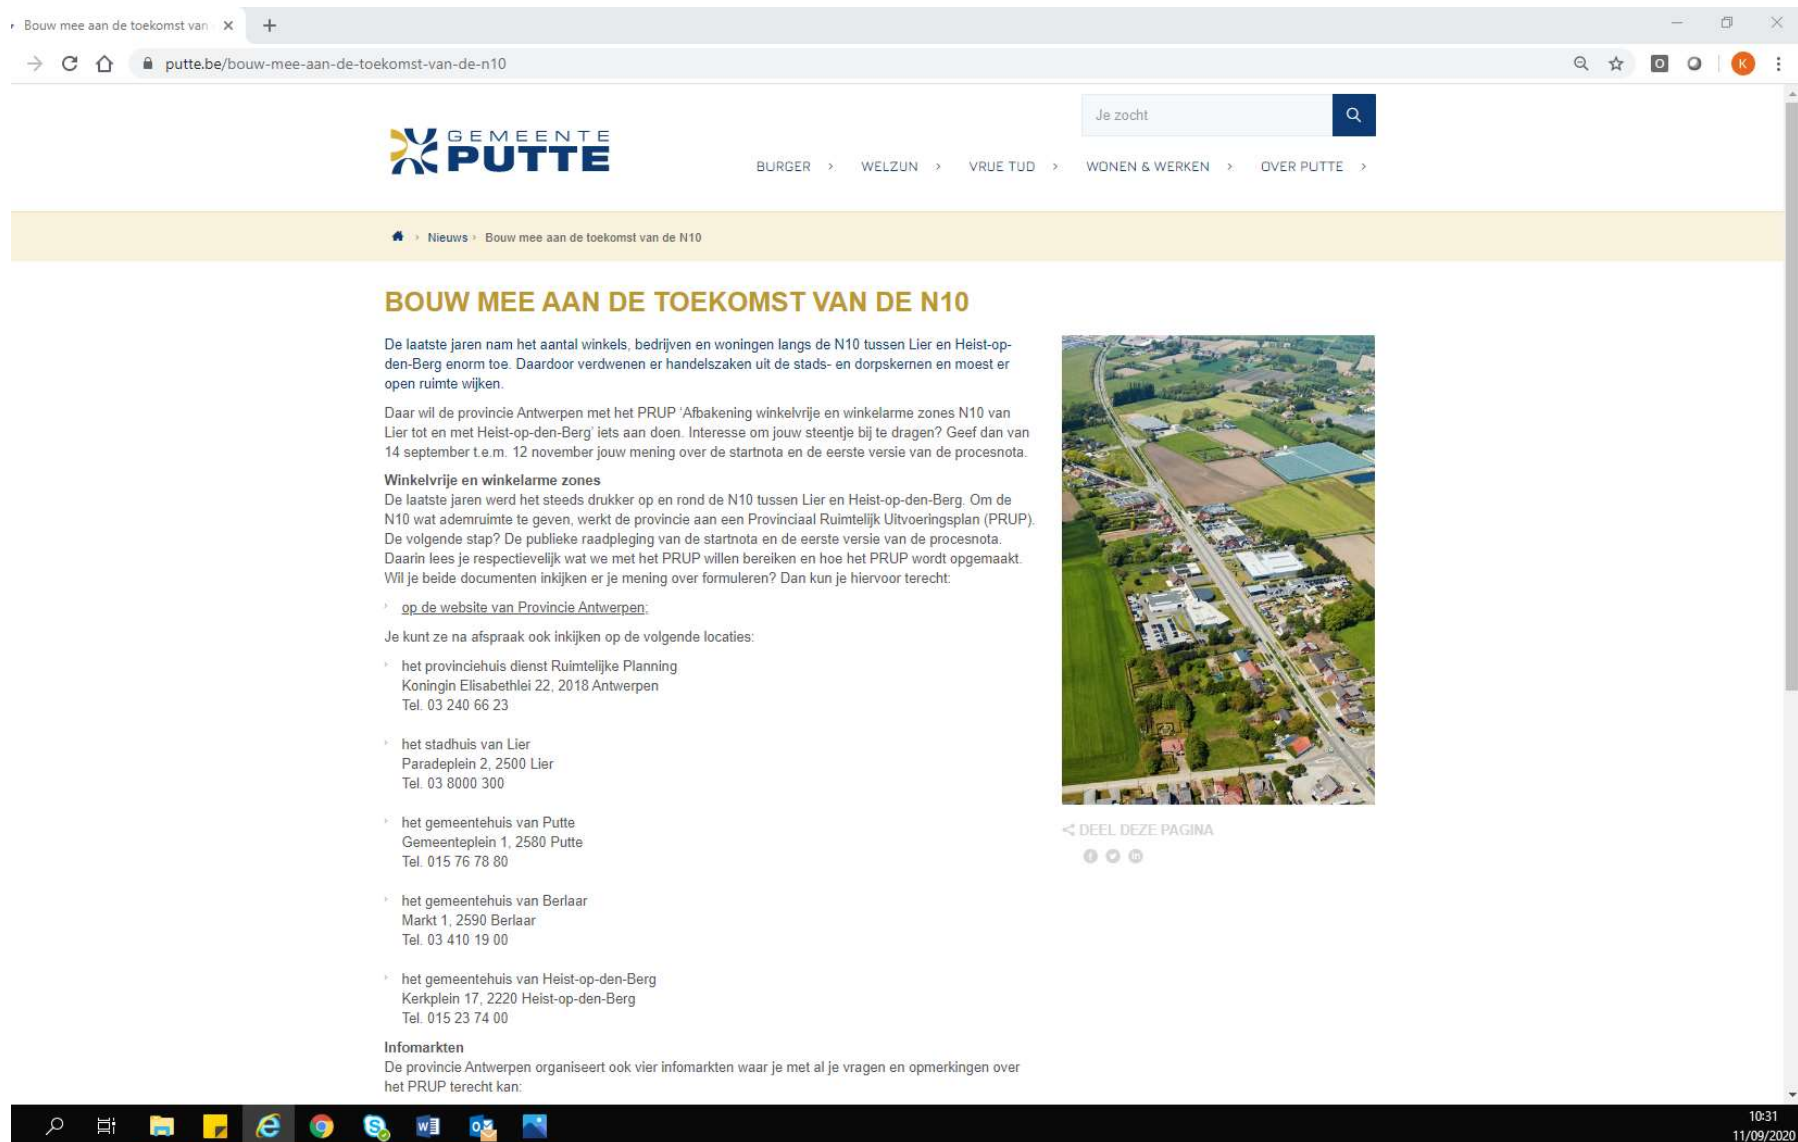 Bouw mee aan de toekomst van
putte.be/bouw-mee-aan-de-toekomst-van-de-n10
K
Je zocht
GEMEENTE
PUTTE
BURGER
WELZIJN
VRIJE TIJD
WONEN & WERKEN
OVER PUTTE
Nieuws
Bouw mee aan de toekomst van de N10
BOUW MEE AAN DE TOEKOMST VAN DE N10
De laatste jaren nam het aantal winkels, bedrijven en woningen langs de N10 tussen Lier en Heist-op-
den-Berg enorm toe. Daardoor verdwenen er handelszaken uit de stads- en dorpskernen en moest er
open ruimte wijken.
Daar wil de provincie Antwerpen met het PRUP 'Afbakening winkelvrije en winkelarme zones N10 van
Lier tot en met Heist-op-den-Berg' iets aan doen. Interesse om jouw steentje bij te dragen? Geef dan van
14 september t.e.m. 12 november jouw mening over de startnota en de eerste versie van de procesnota.
Winkelvrije en winkelarme zones
De laatste jaren werd het steeds drukker op en rond de N10 tussen Lier en Heist-op-den-Berg. Om de
N10 wat ademruimte te geven, werkt de provincie aan een Provinciaal Ruimtelijk Uitvoeringsplan (PRUP).
De volgende stap? De publieke raadpleging van de startnota en de eerste versie van de procesnota.
Daarin lees je respectievelijk wat we met het PRUP willen bereiken en hoe het PRUP wordt opgemaakt.
Wil je beide documenten inkijken er je mening over formuleren? Dan kun je hiervoor terecht:
op de website van Provincie Antwerpen;
Je kunt ze na afspraak ook inkijken op de volgende locaties:
het provinciehuis dienst Ruimtelijke Planning
Koningin Elisabethlei 22, 2018 Antwerpen
Tel. 03 240 66 23
het stadhuis van Lier
Paradeplein 2, 2500 Lier
Tel. 03 8000 300
het gemeentehuis van Putte
Gemeenteplein 1, 2580 Putte
Tel. 015 76 78 80
het gemeentehuis van Berlaar
Markt 1, 2590 Berlaar
Tel. 03 410 19 00
het gemeentehuis van Heist-op-den-Berg
Kerkplein 17, 2220 Heist-op-den-Berg
Tel. 015 23 74 00
Infomarkten
De provincie Antwerpen organiseert ook vier infomarkten waar je met al je vragen en opmerkingen over
het PRUP terecht kan:
DEEL DEZE PAGINA
10:31
11/09/2020